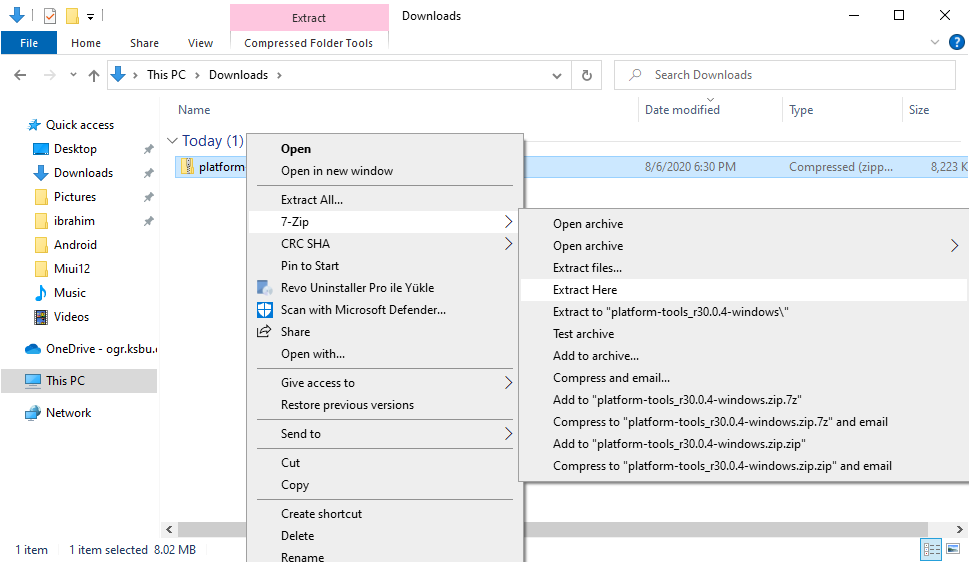 Extract
Downloads
File
Home
Share
View
Compressed Folder Tools
This PC
Downloads
Search Downloads
Name
Date modified
Type
Size
Quick access
Desktop
Downloads
Pictures
ibrahim
Android
Miui12
Music
Videos
OneDrive - ogr.ksbu.
This PC
Network
Today (1)
platform-
8/6/2020 6:30 PM
Compressed (zipp...
8,223 K
Open
Open in new window
Extract All...
7-Zip
CRC SHA
Pin to Start
Revo Uninstaller Pro ile Yükle
Scan with Microsoft Defender...
Share
Open with...
Give access to
Restore previous versions
Send to
Cut
Copy
Create shortcut
Delete
Rename
Open archive
Open archive
Extract files...
Extract Here
Extract to "platform-tools_r30.0.4-windows\"
Test archive
Add to archive...
Compress and email...
Add to "platform-tools_r30.0.4-windows.zip.7z"
Compress to "platform-tools_r30.0.4-windows.zip.7z" and email
Add to "platform-tools_r30.0.4-windows.zip.zip"
Compress to "platform-tools_r30.0.4-windows.zip.zip" and email
1 item
1 item selected 8.02 MB